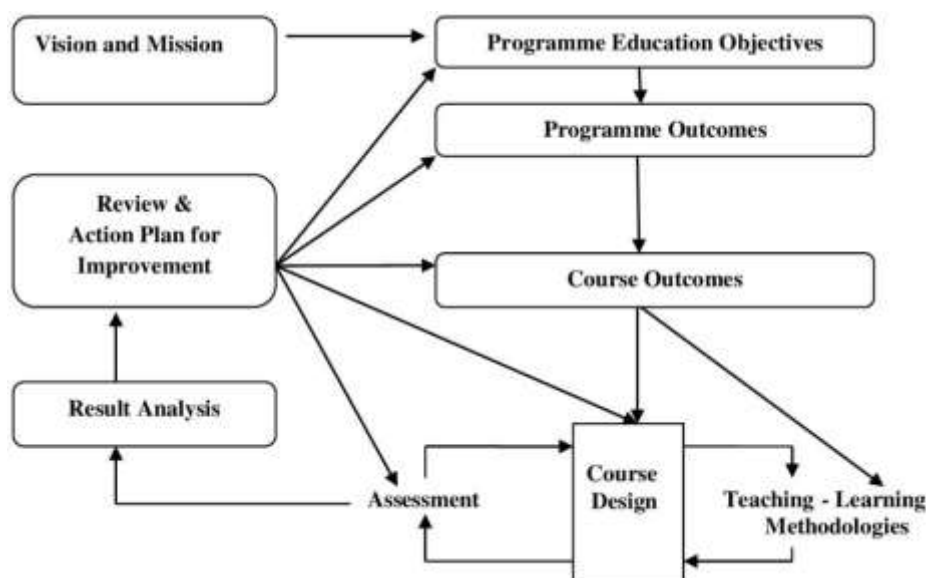 Vision and Mission
Programme Education Objectives
Programme Outcomes
Review &
Action Plan for
Improvement
Course Outcomes
Result Analysis
Assessment
Course
Design
Teaching - Learning
Methodologies